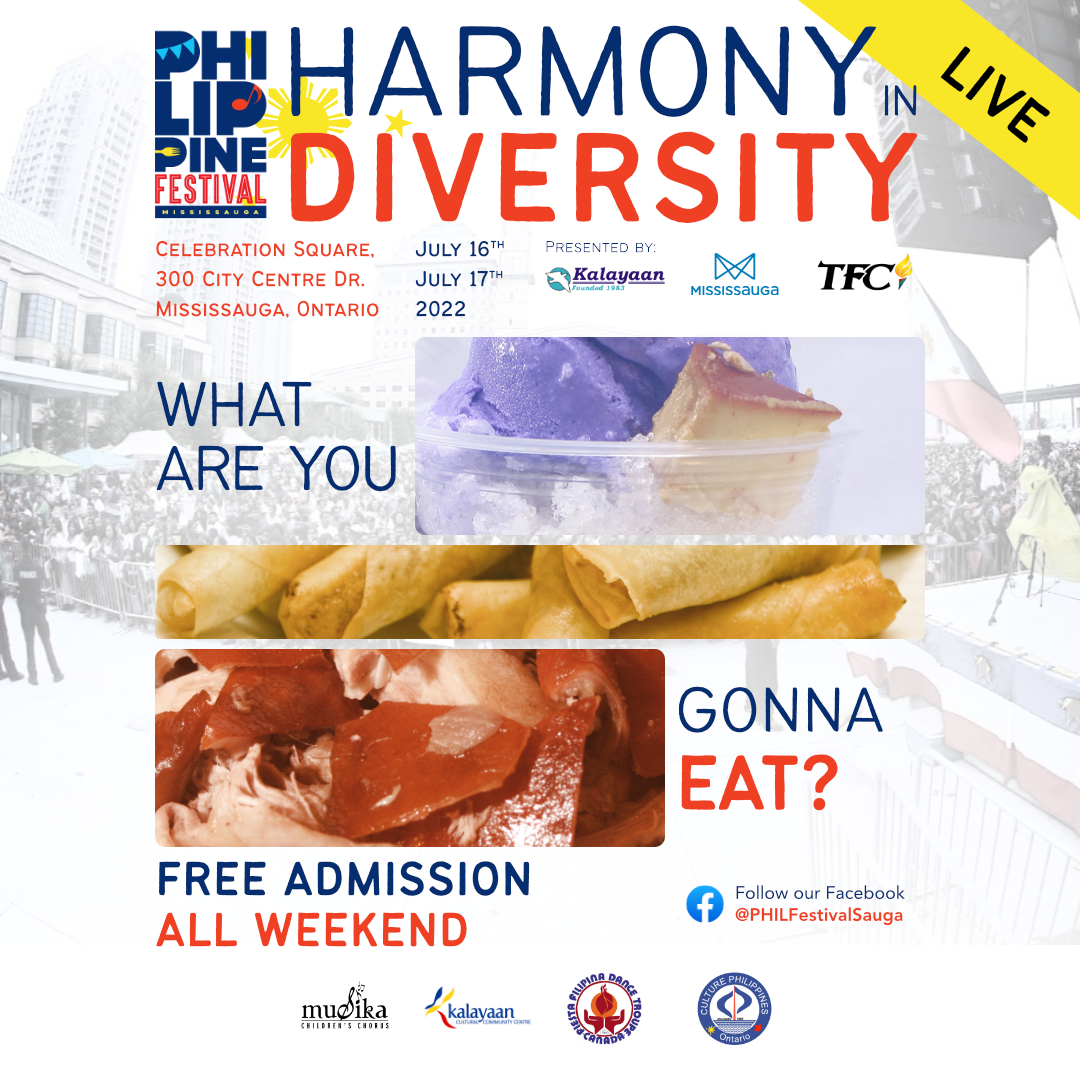 PHI
LIP
PINE
FESTIVAL
MISSISSAUGA
HARMONY IN
DIVERSITY
LIVE
CELEBRATION SQUARE,
300 CITY CENTRE DR.
MISSISSAUGA, ONTARIO
JULY 16TH
JULY 17TH
2022
PRESENTED BY:
Kalayaan
Founded 1983
MISSISSAUGA
TFC
WHAT
ARE YOU
GONNA
EAT?
FREE ADMISSION
ALL WEEKEND
Follow our Facebook
@PHILFestivalSauga
musika
CHILDREN'S CHORUS
kalayaan
CULTURAL COMMUNITY CENTRE
FIESTA FILIPINA DANCE TROUPE
CANADA
CULTURE PHILIPPINES
Ontario